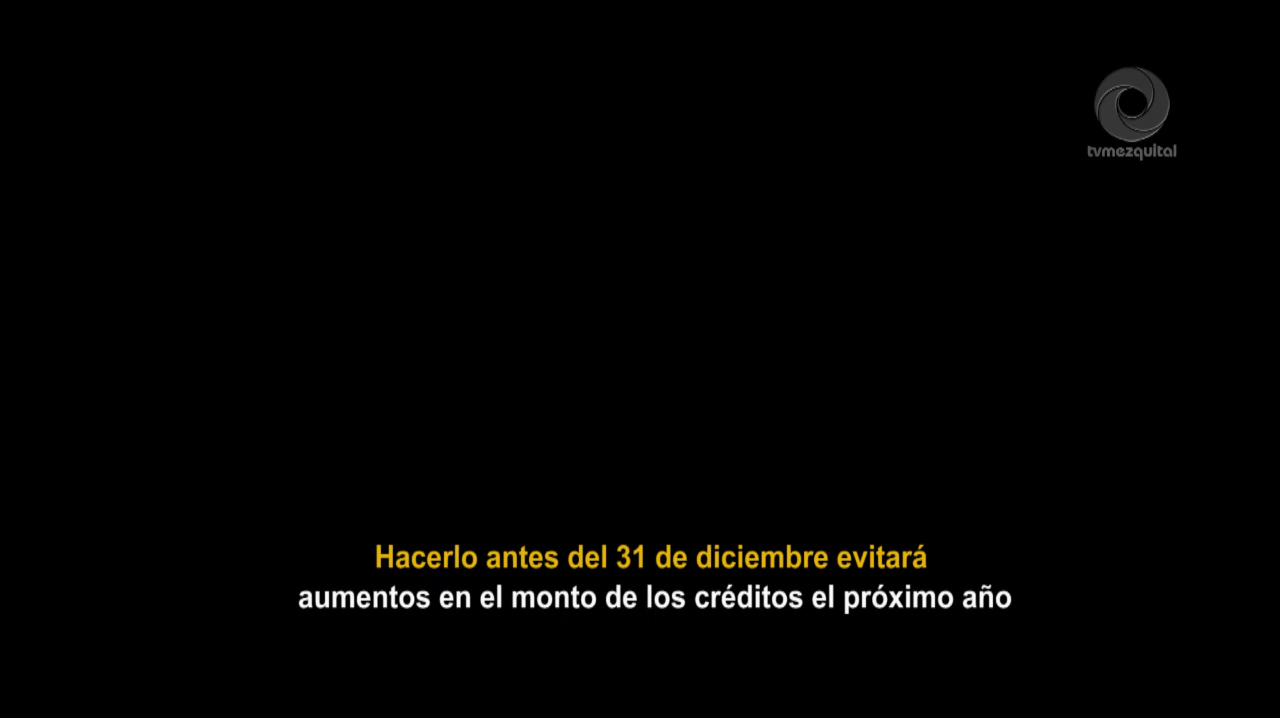 tvmezquital
Hacerlo antes del 31 de diciembre evitará
aumentos en el monto de los créditos el próximo año